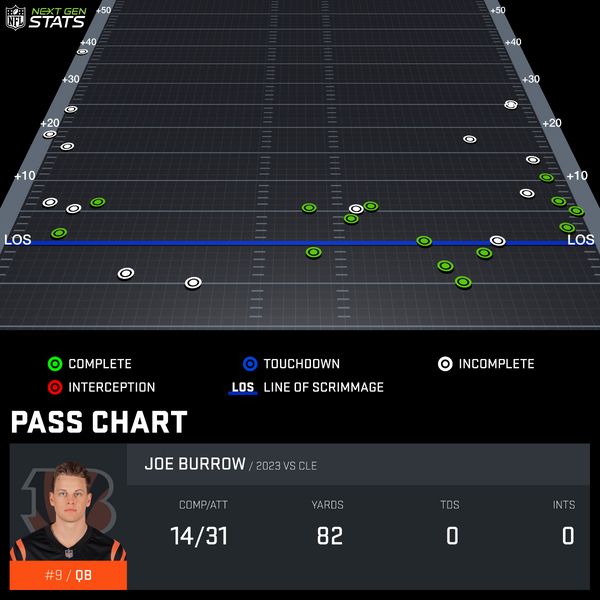 NFL NEXT GEN STATS
+50 +50
+40 +40
+30 +30
+20 +20
+10 +10
LOS LOS
COMPLETE TOUCHDOWN INCOMPLETE
INTERCEPTION LOS LINE OF SCRIMMAGE
PASS CHART
JOE BURROW / 2023 VS CLE
COMP/ATT YARDS TDS INTS
14/31 82 0 0
#9 / QB